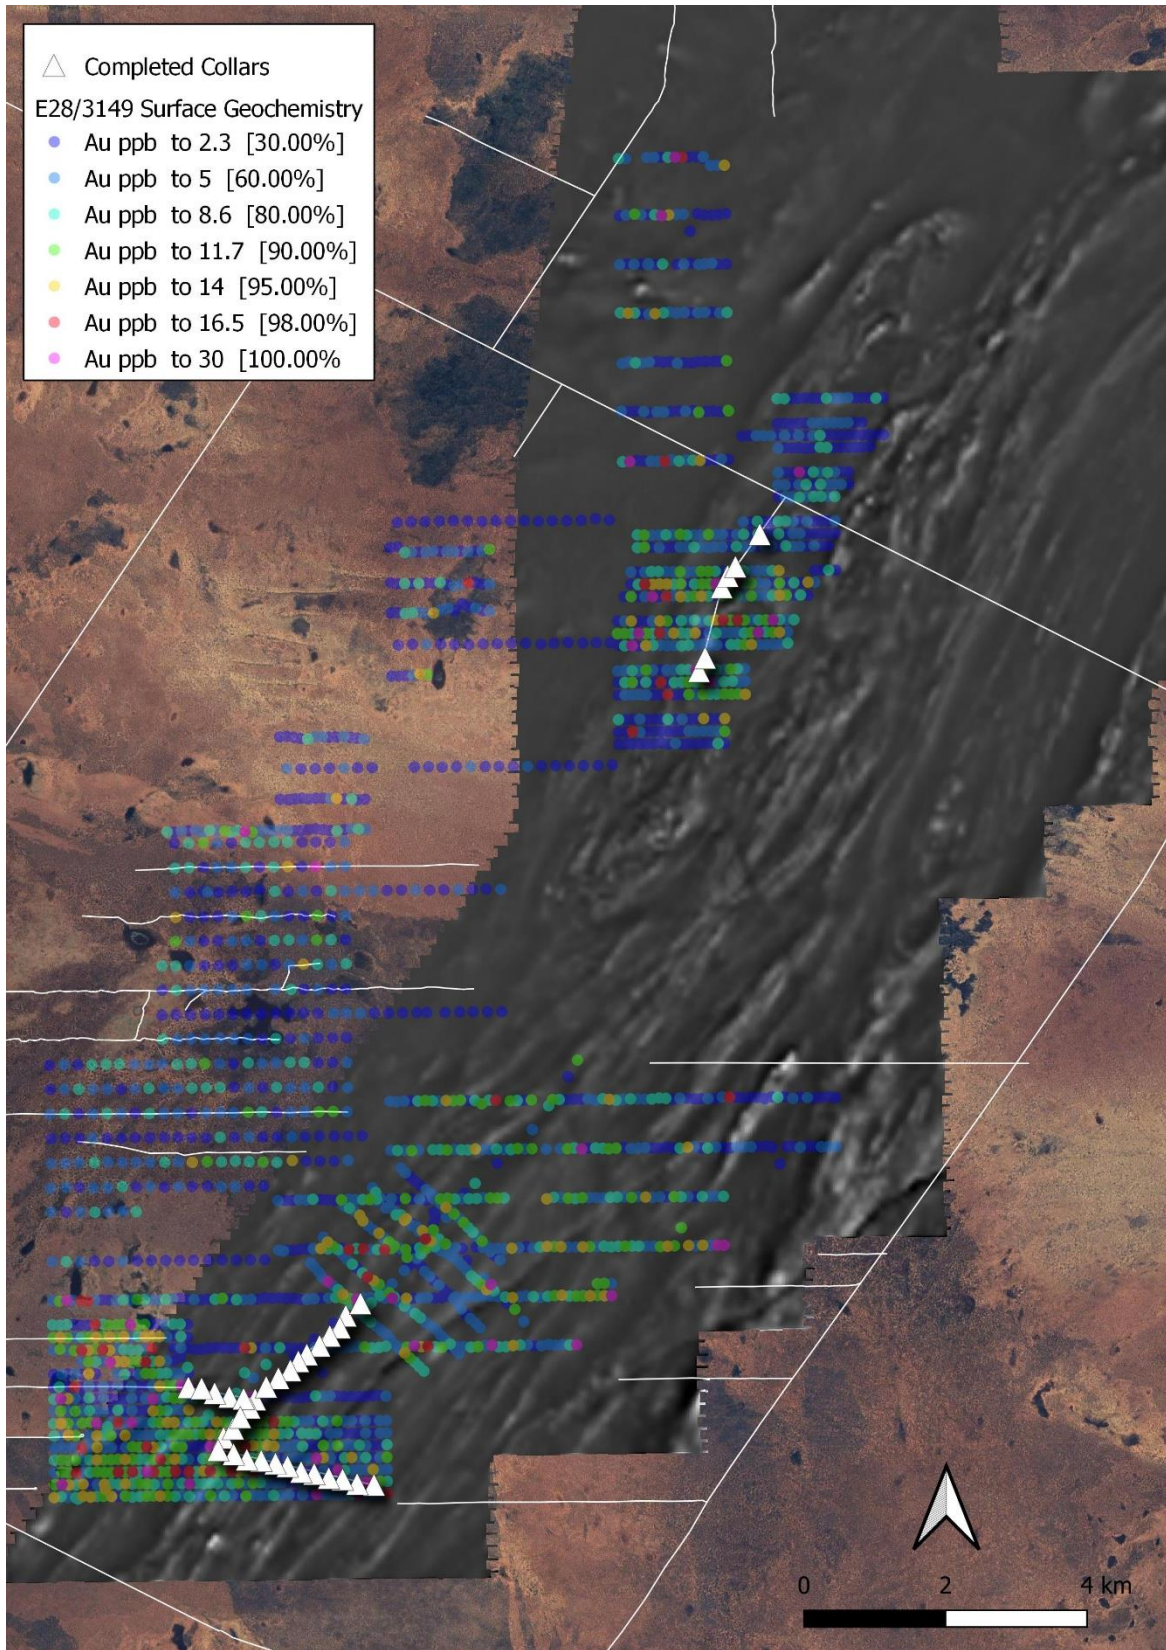 Completed Collars
E28/3149 Surface Geochemistry
Au ppb to 2.3 [30.00%]
Au ppb to 5 [60.00%]
Au ppb to 8.6 [80.00%]
Au ppb to 11.7 [90.00%]
Au ppb to 14 [95.00%]
Au ppb to 16.5 [98.00%]
Au ppb to 30 [100.00%
0 2 4 km